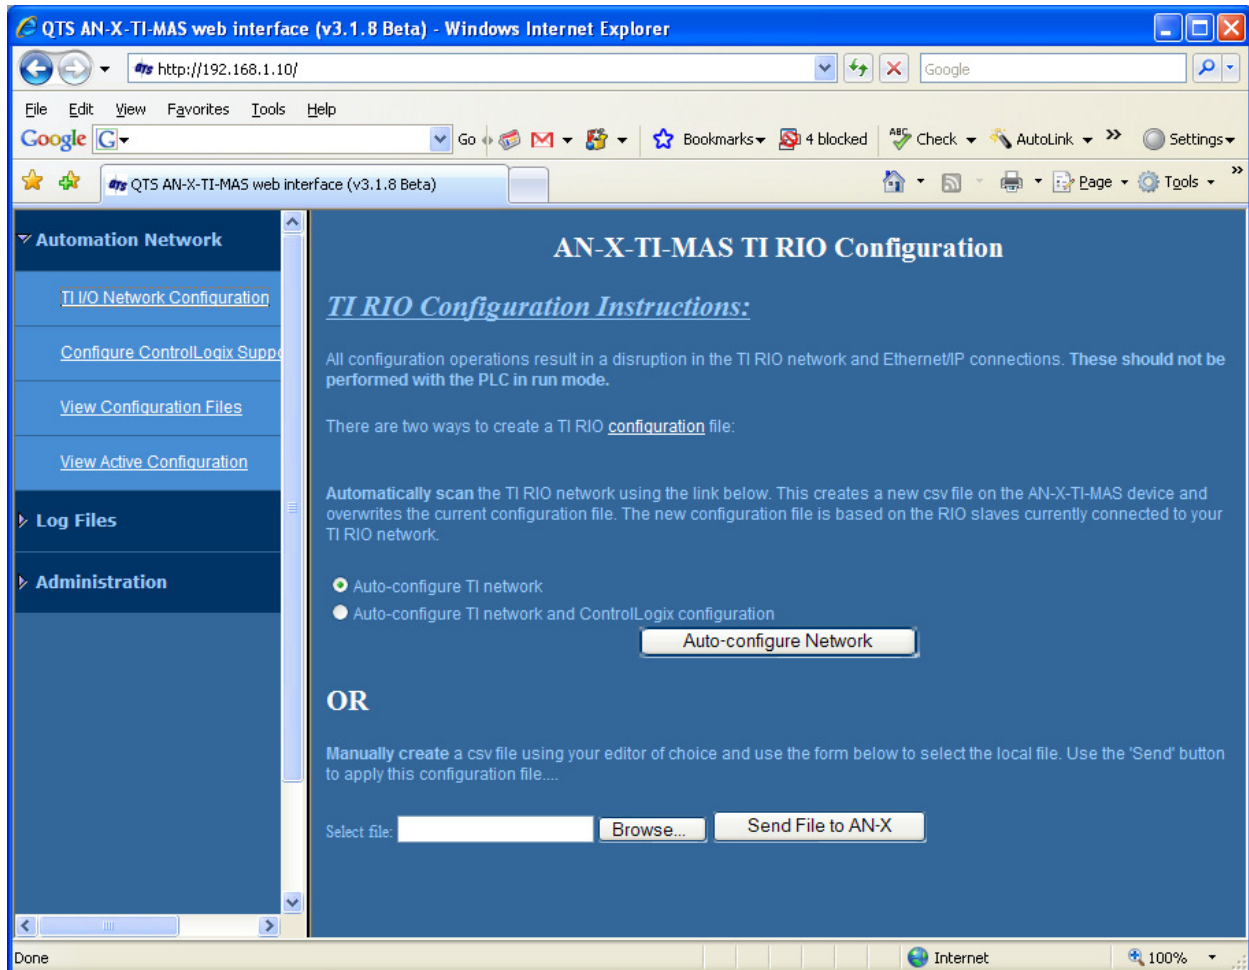 QTS AN-X-TI-MAS web interface (v3.1.8 Beta) - Windows Internet Explorer
http://192.168.1.10/
Google
File Edit View Favorites Tools Help
Google G Go Bookmarks 4 blocked ABC Check AutoLink >> Settings
QTS AN-X-TI-MAS web interface (v3.1.8 Beta) Page Tools >>
Automation Network
TI I/O Network Configuration
Configure ControlLogix Suppo
View Configuration Files
View Active Configuration
Log Files
Administration
AN-X-TI-MAS TI RIO Configuration
TI RIO Configuration Instructions:
All configuration operations result in a disruption in the TI RIO network and Ethernet/IP connections. These should not be
performed with the PLC in run mode.
There are two ways to create a TI RIO configuration file:
Automatically scan the TI RIO network using the link below. This creates a new csv file on the AN-X-TI-MAS device and
overwrites the current configuration file. The new configuration file is based on the RIO slaves currently connected to your
TI RIO network.
Auto-configure TI network
Auto-configure TI network and ControlLogix configuration
Auto-configure Network
OR
Manually create a csv file using your editor of choice and use the form below to select the local file. Use the 'Send' button
to apply this configuration file....
Select file: Browse... Send File to AN-X
Done Internet 100%